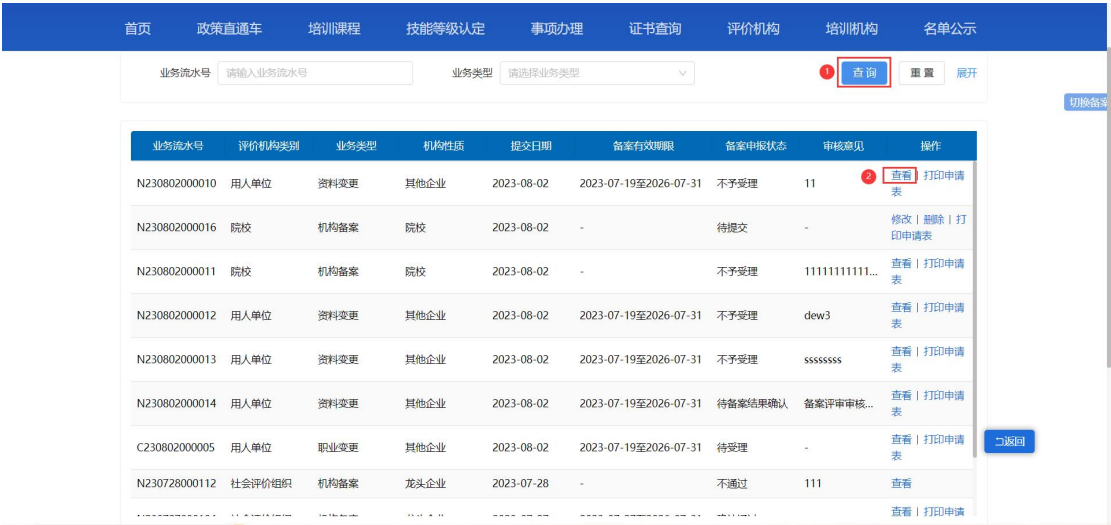 首页 政策直通车 培训课程 技能等级认定 事项办理 证书查询 评价机构 培训机构 名单公示
业务流水号 请输入业务流水号 业务类型 请选择业务类型 1 查询 重置 展开
切换备案
业务流水号 评价机构类别 业务类型 机构性质 提交日期 备案有效期限 备案申报状态 审核意见 操作
N230802000010 用人单位 资料变更 其他企业 2023-08-02 2023-07-19至2026-07-31 不予受理 11 2 查看 | 打印申请
表
N230802000016 院校 机构备案 院校 2023-08-02 - 待提交 - 修改 | 删除 | 打
印申请表
N230802000011 院校 机构备案 院校 2023-08-02 - 不予受理 11111111111... 查看 | 打印申请
表
N230802000012 用人单位 资料变更 其他企业 2023-08-02 2023-07-19至2026-07-31 不予受理 dew3 查看 | 打印申请
表
N230802000013 用人单位 资料变更 其他企业 2023-08-02 2023-07-19至2026-07-31 不予受理 ssssssss 查看 | 打印申请
表
N230802000014 用人单位 资料变更 其他企业 2023-08-02 2023-07-19至2026-07-31 待备案结果确认 备案评审审核... 查看 | 打印申请
表
C230802000005 用人单位 职业变更 其他企业 2023-08-02 2023-07-19至2026-07-31 待受理 - 查看 | 打印申请
表
返回
N230728000112 社会评价组织 机构备案 龙头企业 2023-07-28 - 不通过 111 查看
查看 | 打印申请